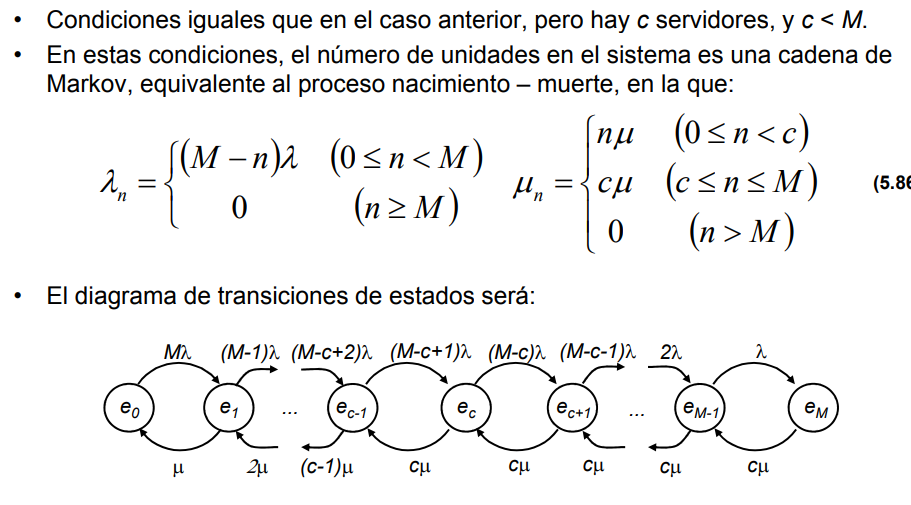 • Condiciones iguales que en el caso anterior, pero hay c servidores, y c < M.
• En estas condiciones, el número de unidades en el sistema es una cadena de
Markov, equivalente al proceso nacimiento – muerte, en la que:
λn = { (M − n)λ (0 ≤ n < M)
0 (n ≥ M)
μn = { nμ (0 ≤ n < c)
cμ (c ≤ n ≤ M)
0 (n > M)
(5.86
• El diagrama de transiciones de estados será:
Mλ (M-1)λ (M-c+2)λ (M-c+1)λ (M-c)λ (M-c-1)λ 2λ λ
e0 e1 ... ec-1 ec ec+1 ... eM-1 eM
μ 2μ (c-1)μ cμ cμ cμ cμ cμ